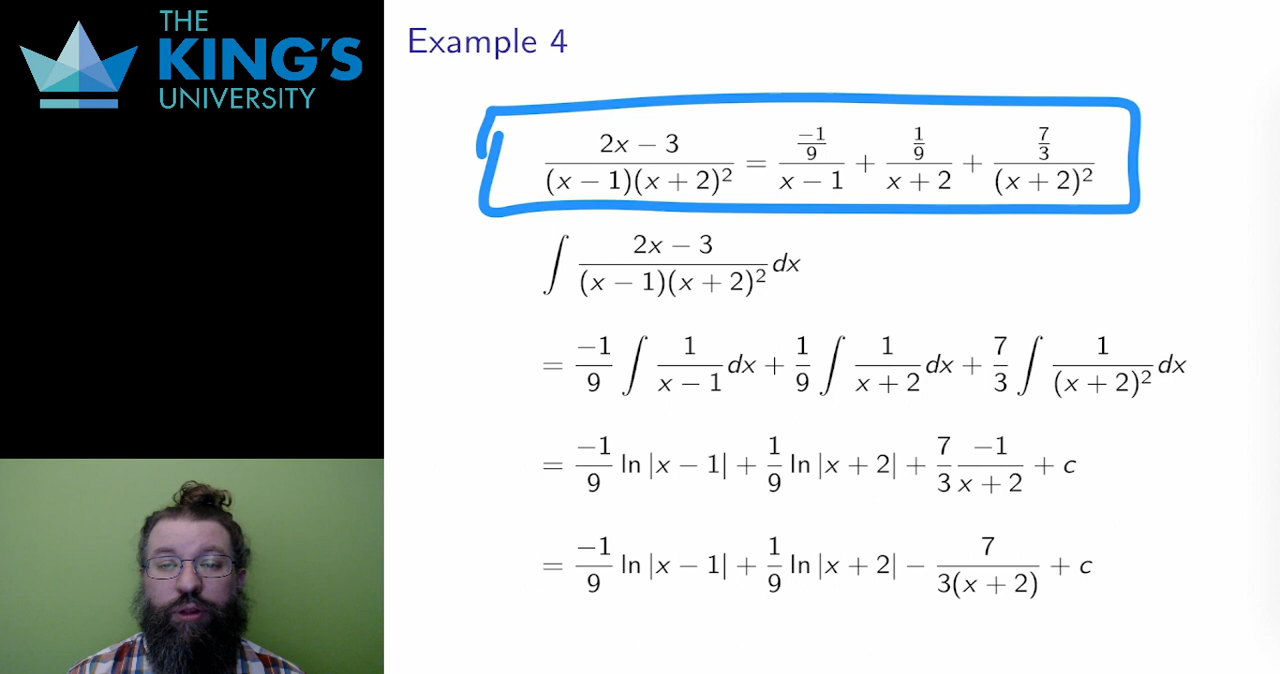 THE
KING'S
UNIVERSITY
Example 4
(2x − 3)/((x − 1)(x + 2)²) = (−1/9)/(x − 1) + (1/9)/(x + 2) + (7/3)/((x + 2)²)
∫ (2x − 3)/((x − 1)(x + 2)²) dx
= −1/9 ∫ 1/(x − 1) dx + 1/9 ∫ 1/(x + 2) dx + 7/3 ∫ 1/((x + 2)²) dx
= −1/9 ln |x − 1| + 1/9 ln |x + 2| + 7/3 −1/(x + 2) + c
= −1/9 ln |x − 1| + 1/9 ln |x + 2| − 7/(3(x + 2)) + c